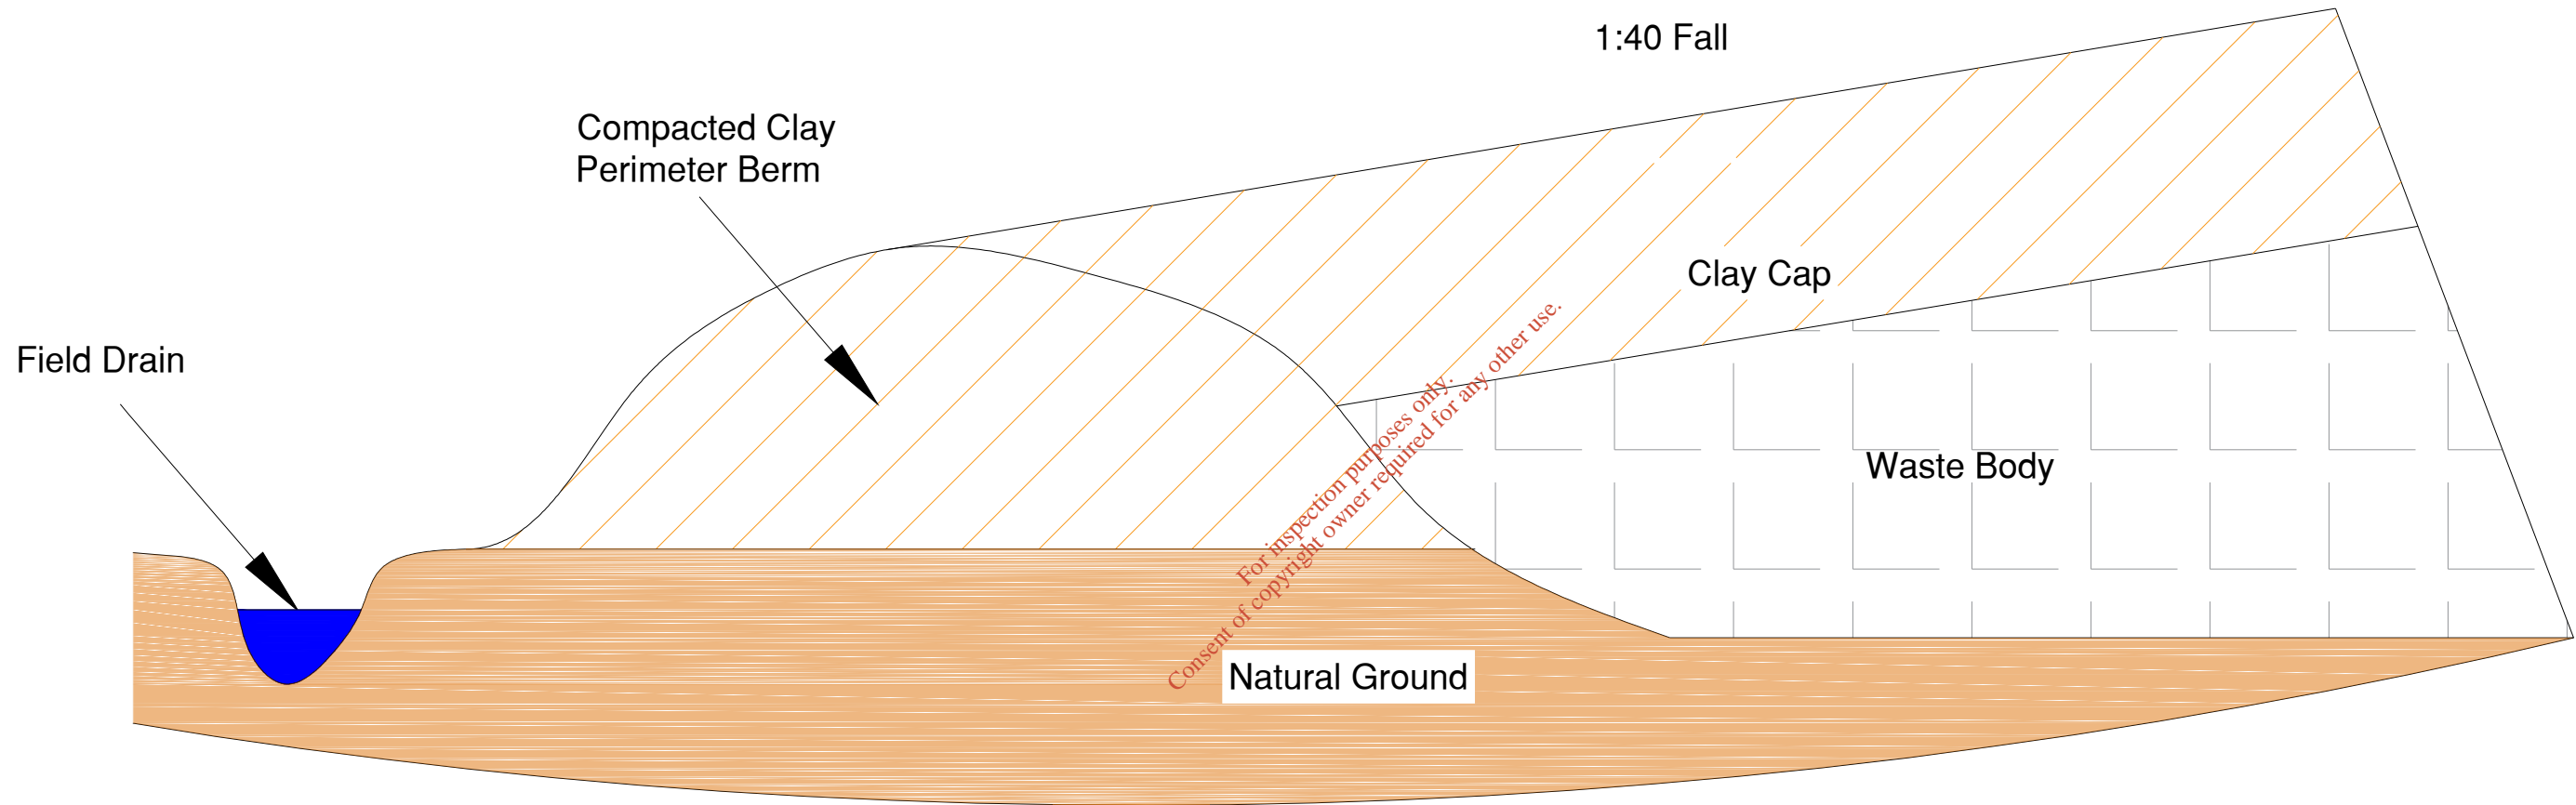 1:40 Fall
Compacted Clay
Perimeter Berm
Clay Cap
Field Drain
Waste Body
For inspection purposes only.
Consent of copyright owner required for any other use.
Natural Ground